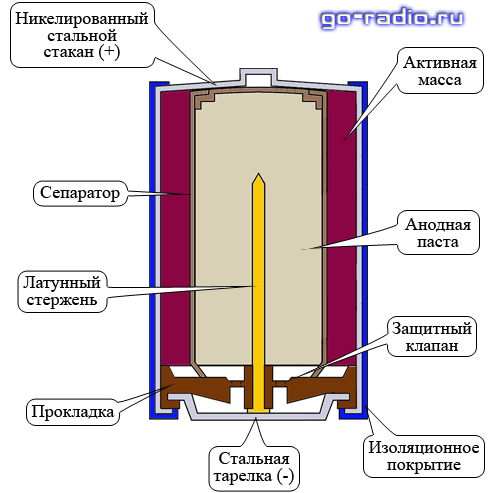 go-radio.ru
Никелированный
стальной
стакан (+)
Активная
масса
Сепаратор
Анодная
паста
Латунный
стержень
Защитный
клапан
Прокладка
Стальная
тарелка (-)
Изоляционное
покрытие